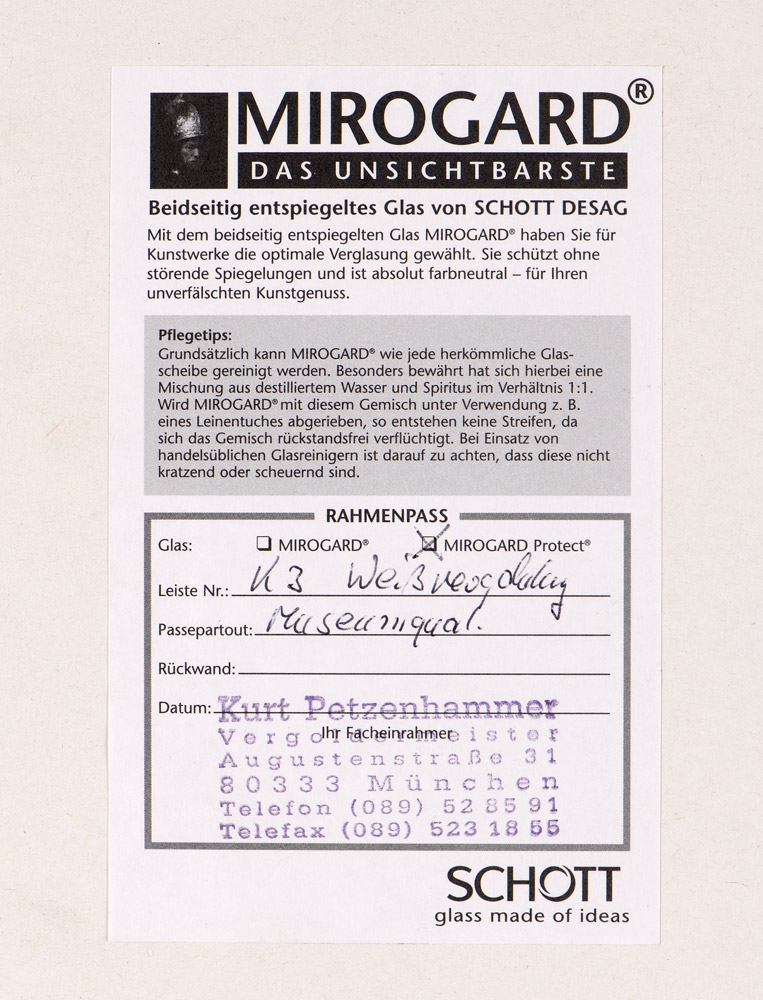 MIROGARD®
DAS UNSICHTBARSTE
Beidseitig entspiegeltes Glas von SCHOTT DESAG
Mit dem beidseitig entspiegelten Glas MIROGARD® haben Sie für
Kunstwerke die optimale Verglasung gewählt. Sie schützt ohne
störende Spiegelungen und ist absolut farbneutral – für Ihren
unverfälschten Kunstgenuss.
Pflegetips:
Grundsätzlich kann MIROGARD® wie jede herkömmliche Glas-
scheibe gereinigt werden. Besonders bewährt hat sich hierbei eine
Mischung aus destilliertem Wasser und Spiritus im Verhältnis 1:1.
Wird MIROGARD® mit diesem Gemisch unter Verwendung z. B.
eines Leinentuches abgerieben, so entstehen keine Streifen, da
sich das Gemisch rückstandsfrei verflüchtigt. Bei Einsatz von
handelsüblichen Glasreinigern ist darauf zu achten, dass diese nicht
kratzend oder scheuernd sind.
RAHMENPASS
Glas: MIROGARD® MIROGARD Protect®
Leiste Nr.: K3
Passepartout: Museumqual.
Rückwand:
Datum: Kurt Petzenhammer
Ihr Facheinrahmer
Vergoldermeister
Augustenstraße 31
80333 München
Telefon (089) 52 85 91
Telefax (089) 523 18 55
SCHOTT
glass made of ideas